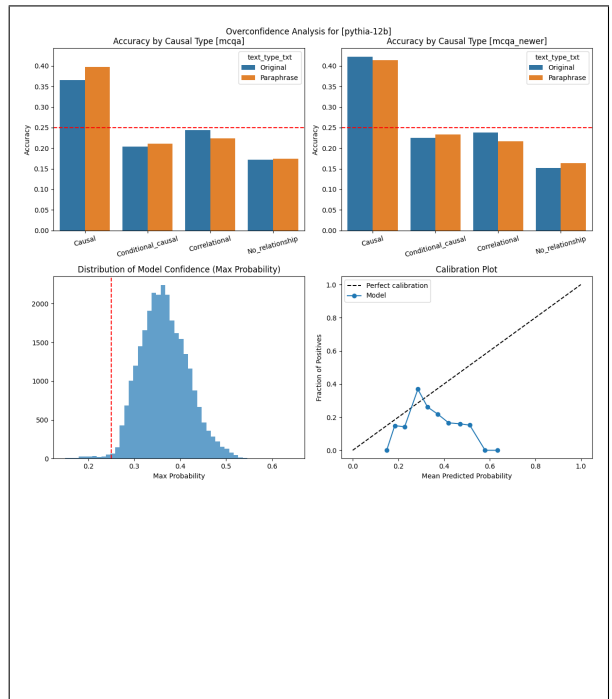 Overconfidence Analysis for [pythia-12b]
Accuracy by Causal Type [mcqa]
Accuracy
0.40
0.35
0.30
0.25
0.20
0.15
0.10
0.05
0.00
text_type_txt
Original
Paraphrase
Causal
Conditional_causal
Correlational
No_relationship
Accuracy by Causal Type [mcqa_newer]
Accuracy
0.40
0.35
0.30
0.25
0.20
0.15
0.10
0.05
0.00
text_type_txt
Original
Paraphrase
Causal
Conditional_causal
Correlational
No_relationship
Distribution of Model Confidence (Max Probability)
2000
1500
1000
500
0
0.2 0.3 0.4 0.5 0.6
Max Probability
Calibration Plot
Fraction of Positives
1.0
0.8
0.6
0.4
0.2
0.0
Perfect calibration
Model
0.0 0.2 0.4 0.6 0.8 1.0
Mean Predicted Probability